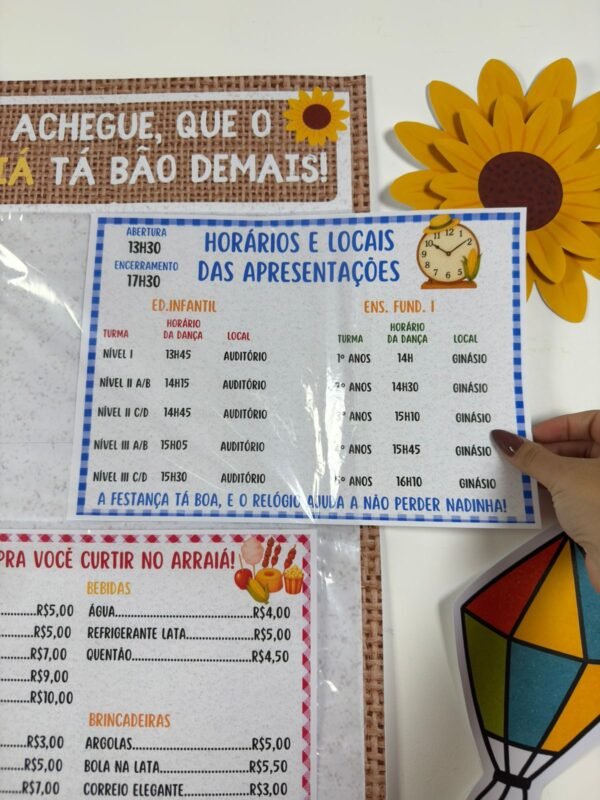 ACHEGUE, QUE O
TÁ BÃO DEMAIS!
ABERTURA
13H30
ENCERRAMENTO
17H30
HORÁRIOS E LOCAIS
DAS APRESENTAÇÕES
ED.INFANTIL
TURMA HORÁRIO DA DANÇA LOCAL
NÍVEL I 13H45 AUDITÓRIO
NÍVEL II A/B 14H15 AUDITÓRIO
NÍVEL II C/D 14H45 AUDITÓRIO
NÍVEL III A/B 15H05 AUDITÓRIO
NÍVEL III C/D 15H30 AUDITÓRIO
ENS. FUND. I
TURMA HORÁRIO DA DANÇA LOCAL
1º ANOS 14H GINÁSIO
ANOS 14H30 GINÁSIO
ANOS 15H10 GINÁSIO
ANOS 15H45 GINÁSIO
ANOS 16H10 GINÁSIO
A FESTANÇA TÁ BOA, E O RELÓGIO AJUDA A NÃO PERDER NADINHA!
PRA VOCÊ CURTIR NO ARRAIÁ!
R$5,00
R$5,00
R$7,00
R$9,00
R$10,00
BEBIDAS
ÁGUA R$4,00
REFRIGERANTE LATA R$5,00
QUENTÃO R$4,50
R$3,00
R$5,00
R$7,00
BRINCADEIRAS
ARGOLAS R$5,00
BOLA NA LATA R$5,50
CORREIO ELEGANTE R$3,00